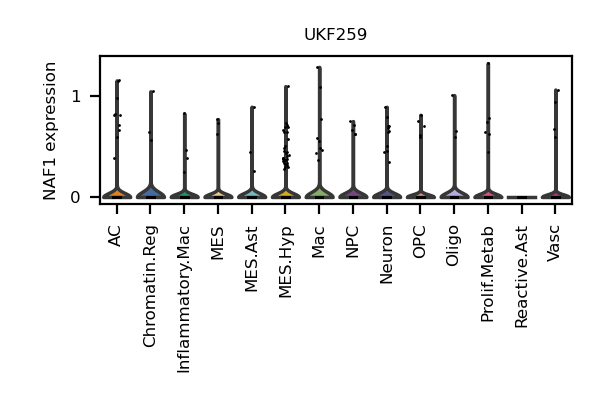 UKF259
NAF1 expression
1
0
AC
Chromatin.Reg
Inflammatory.Mac
MES
MES.Ast
MES.Hyp
Mac
NPC
Neuron
OPC
Oligo
Prolif.Metab
Reactive.Ast
Vasc